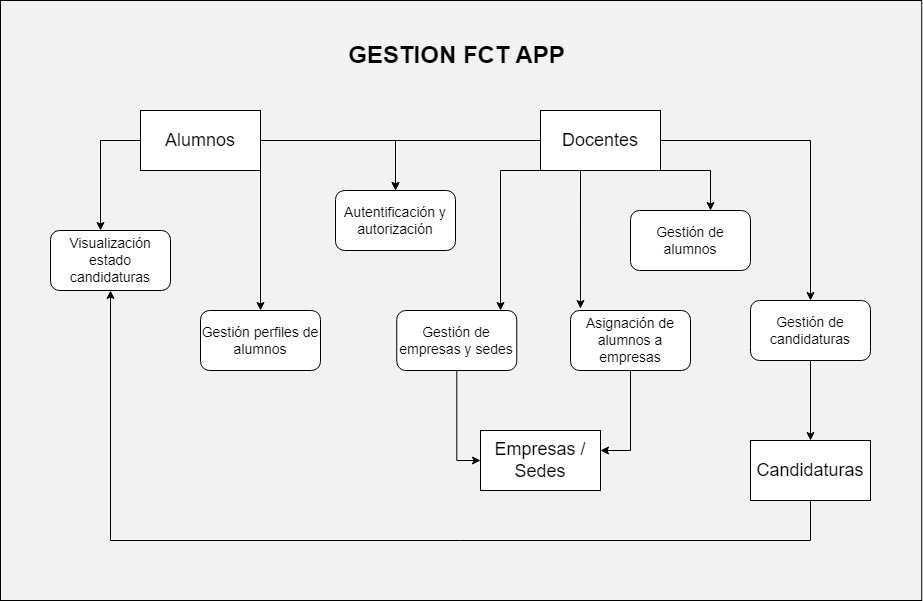 GESTION FCT APP
Alumnos
Docentes
Autentificación y
autorización
Gestión de
alumnos
Visualización
estado
candidaturas
Gestión perfiles de
alumnos
Gestión de
empresas y sedes
Asignación de
alumnos a
empresas
Gestión de
candidaturas
Empresas /
Sedes
Candidaturas